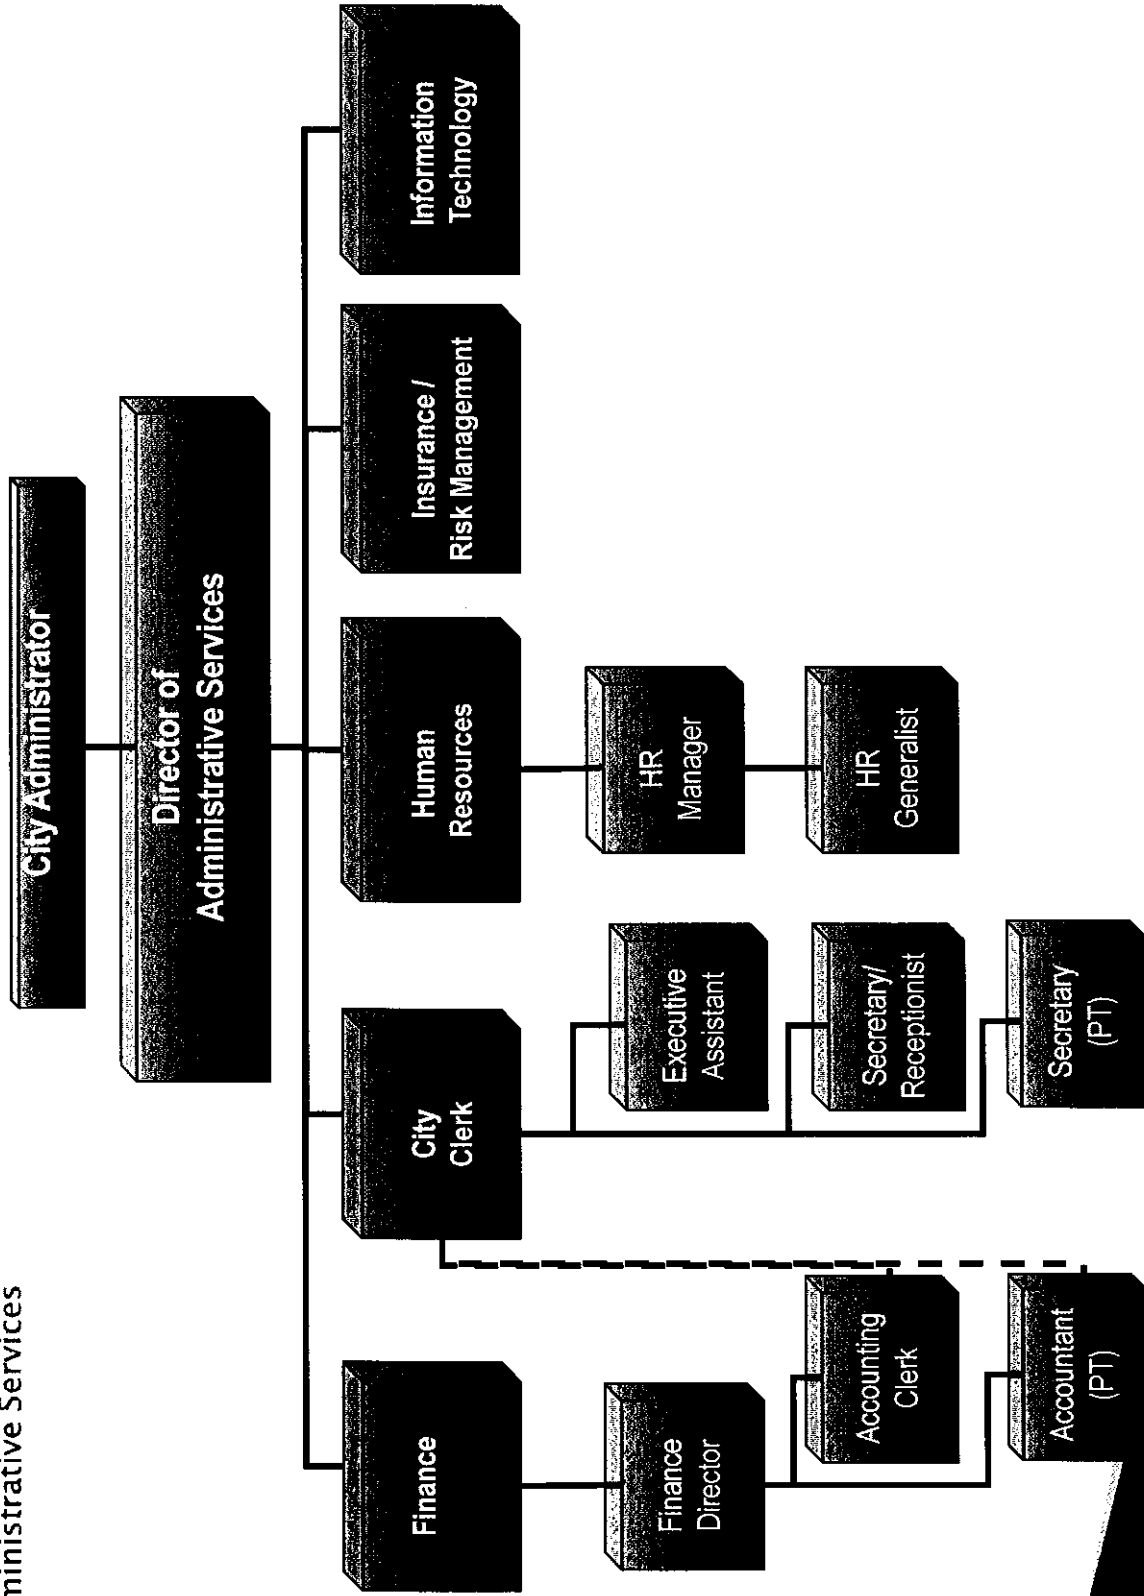 ministrative Services
City Administrator
Director of
Administrative Services
Finance
City
Clerk
Human
Resources
Insurance /
Risk Management
Information
Technology
Finance
Director
Executive
Assistant
HR
Manager
Accounting
Clerk
Secretary/
Receptionist
HR
Generalist
Accountant
(PT)
Secretary
(PT)